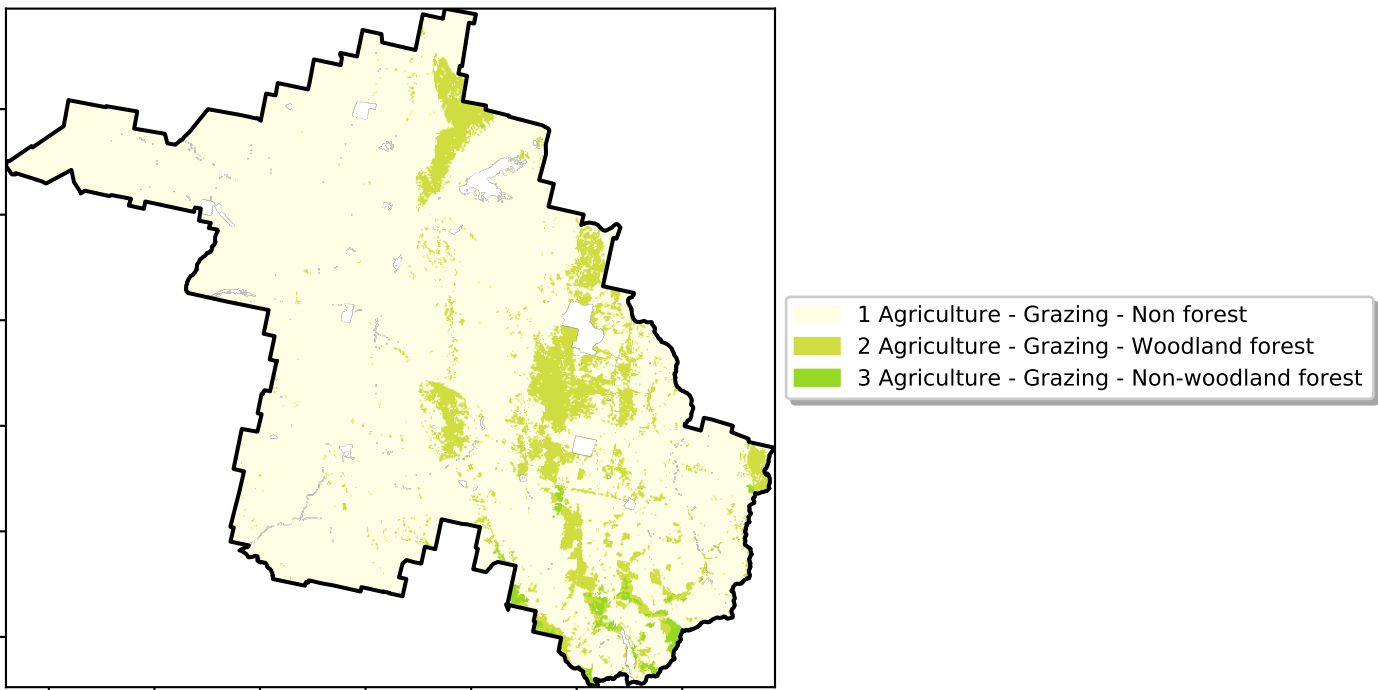 1 Agriculture - Grazing - Non forest
2 Agriculture - Grazing - Woodland forest
3 Agriculture - Grazing - Non-woodland forest